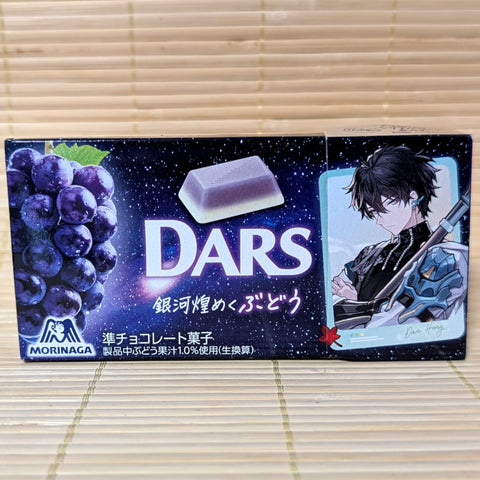 DARS
銀河煌めくぶどう
MORINAGA
準チョコレート菓子
製品中ぶどう果汁1.0%使用(生換算)
Dan Heng